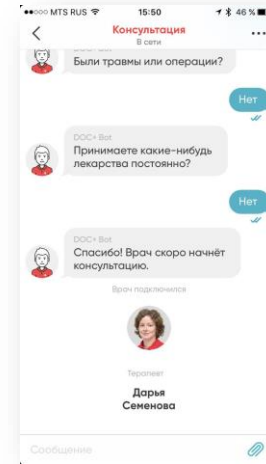 MTS RUS 15:50 46 %
Консультация
В сети
DOC+ Bot
Были травмы или операции?
Нет
DOC+ Bot
Принимаете какие-нибудь
лекарства постоянно?
Нет
DOC+ Bot
Спасибо! Врач скоро начнёт
консультацию.
Врач подключился
Терапевт
Дарья
Семенова
Сообщение